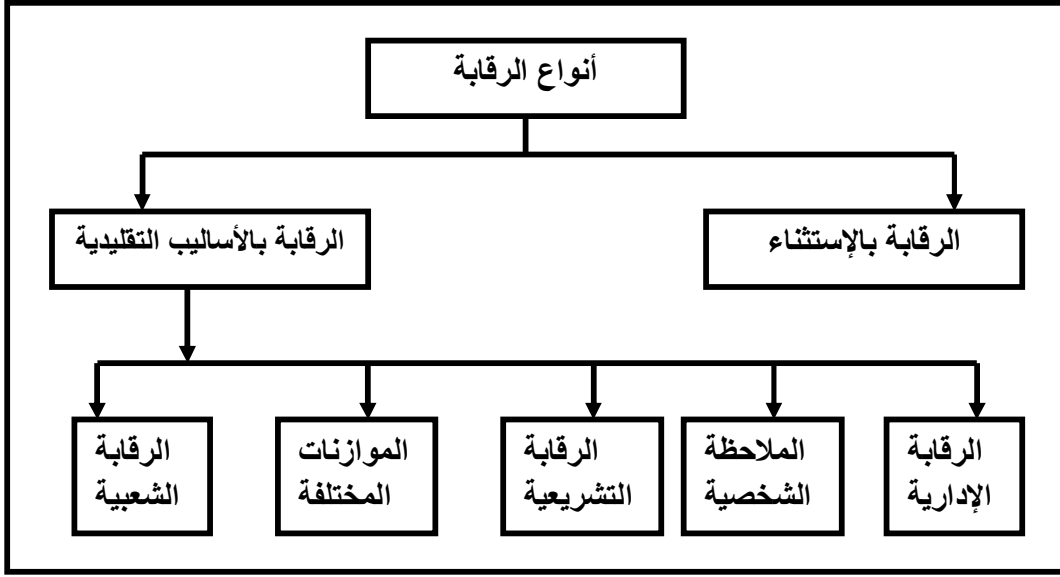 أنواع الرقابة
الرقابة بالإستثناء
الرقابة بالأساليب التقليدية
الرقابة
الإدارية
الملاحظة
الشخصية
الرقابة
التشريعية
الموازنات
المختلفة
الرقابة
الشعبية